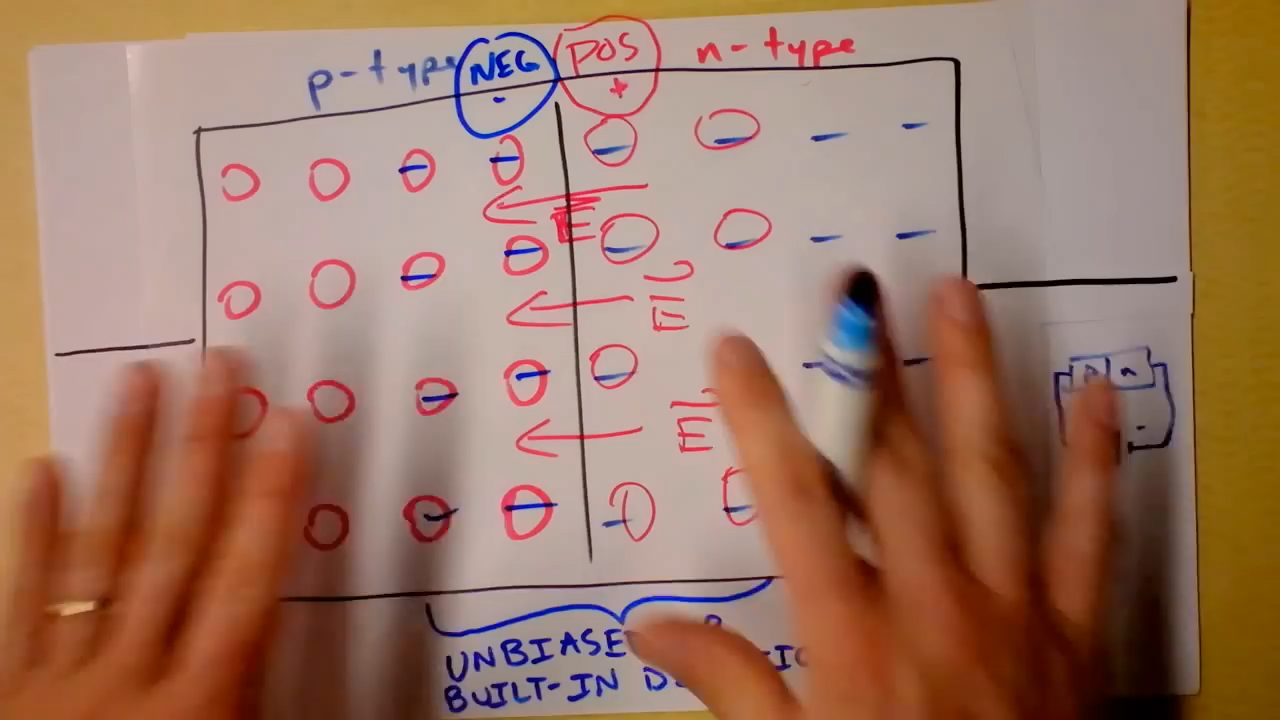 p-type NEG POS n-type
- +
E
E
E
n
UNBIASE
BUILT-IN